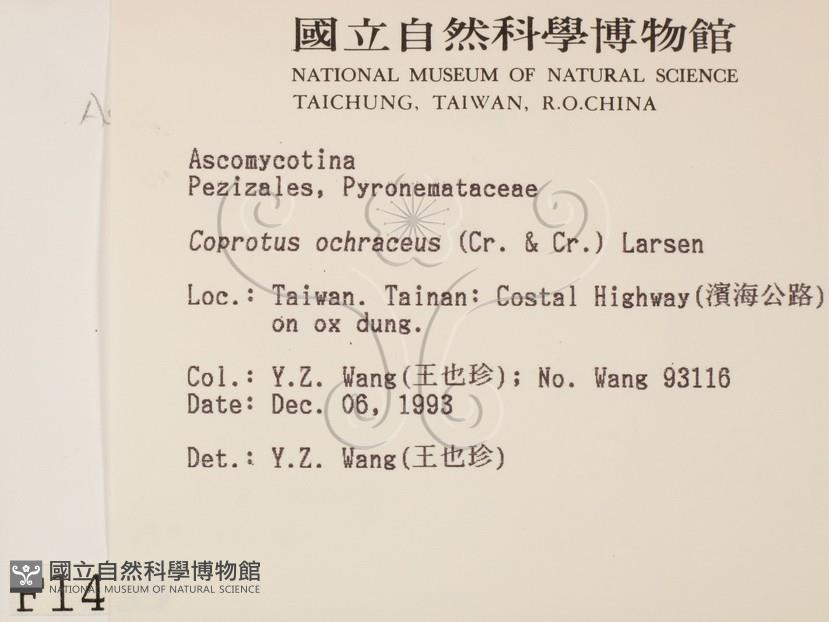 國立自然科學博物館
NATIONAL MUSEUM OF NATURAL SCIENCE
TAICHUNG, TAIWAN, R.O.CHINA
Ascomycotina
Pezizales, Pyronemataceae
Coprotus ochraceus (Cr. & Cr.) Larsen
Loc.: Taiwan. Tainan: Costal Highway(濱海公路)
on ox dung.
Col.: Y.Z. Wang(王也珍); No. Wang 93116
Date: Dec. 06, 1993
Det.: Y.Z. Wang(王也珍)
國立自然科學博物館
NATIONAL MUSEUM OF NATURAL SCIENCE
F14